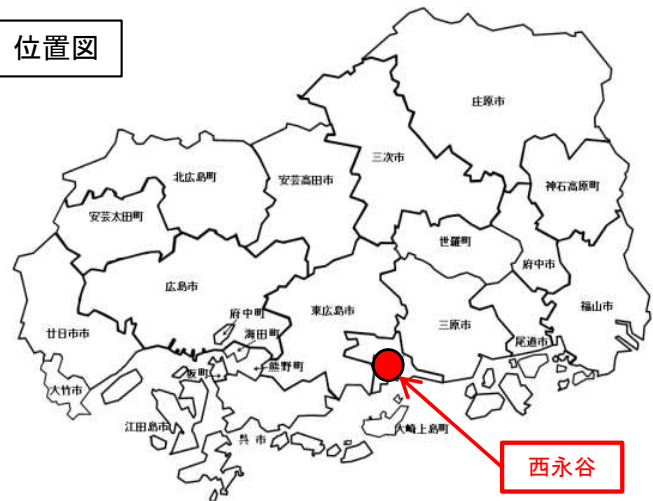 位置図
庄原市
三次市
北広島町
安芸高田市
神石高原町
安芸太田町
世羅町
府中市
広島市
東広島市
三原市
福山市
府中町
海田町
尾道市
廿日市市
坂町
熊野町
大竹市
江田島市
呉市
大崎上島町
西永谷